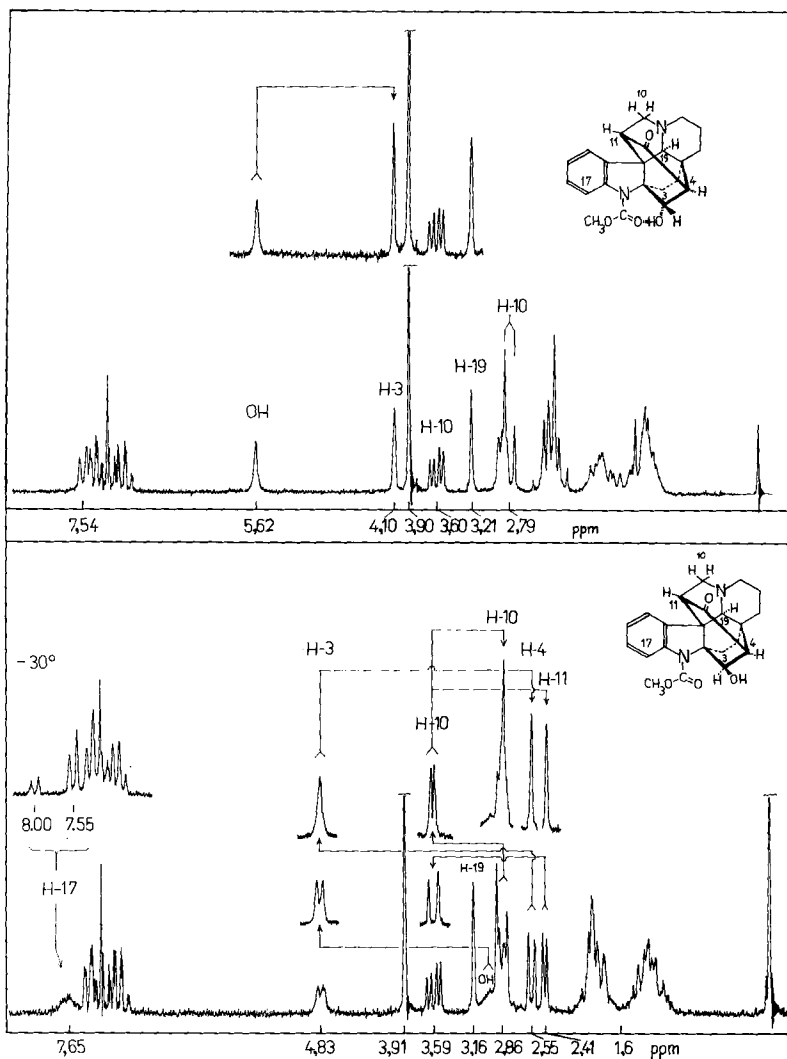 10
H H
N
O
H
11
19
H
17
4
H
3
N
H
CH₃O-C=O-HO
H-10
H-19
H-3
H-10
OH
7,54 5,62 4,10 3,90 3,60 3,21 2,79 ppm
10
H H
N
O
H
11
19
H
17
4
H
3
N
H OH
CH₃O-C=O
H-10
-30°
H-3
H-4
H-11
H-10
8.00 7.55
H-17
H-19
OH
7,65 4,83 3,91 3,59 3,16 2,86 2,55 2,41 1,6 ppm